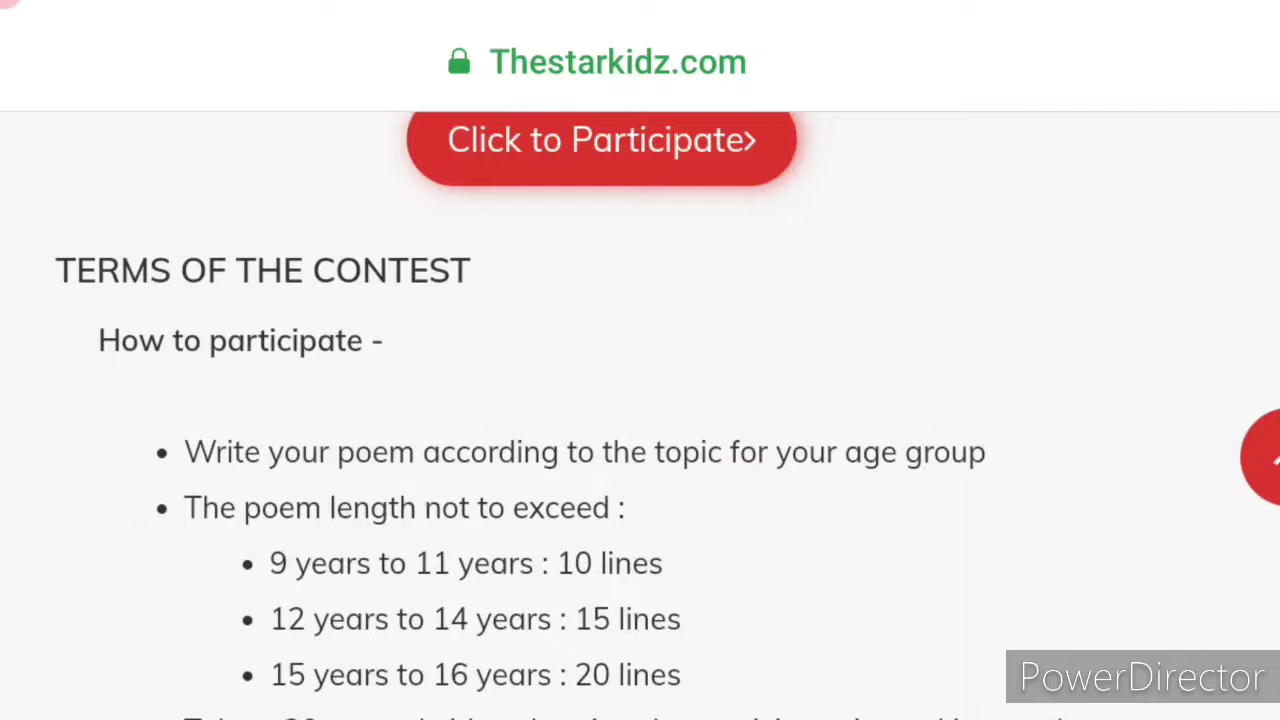 Thestarkidz.com
Click to Participate>
TERMS OF THE CONTEST
How to participate -
• Write your poem according to the topic for your age group
• The poem length not to exceed :
• 9 years to 11 years : 10 lines
• 12 years to 14 years : 15 lines
• 15 years to 16 years : 20 lines
PowerDirector